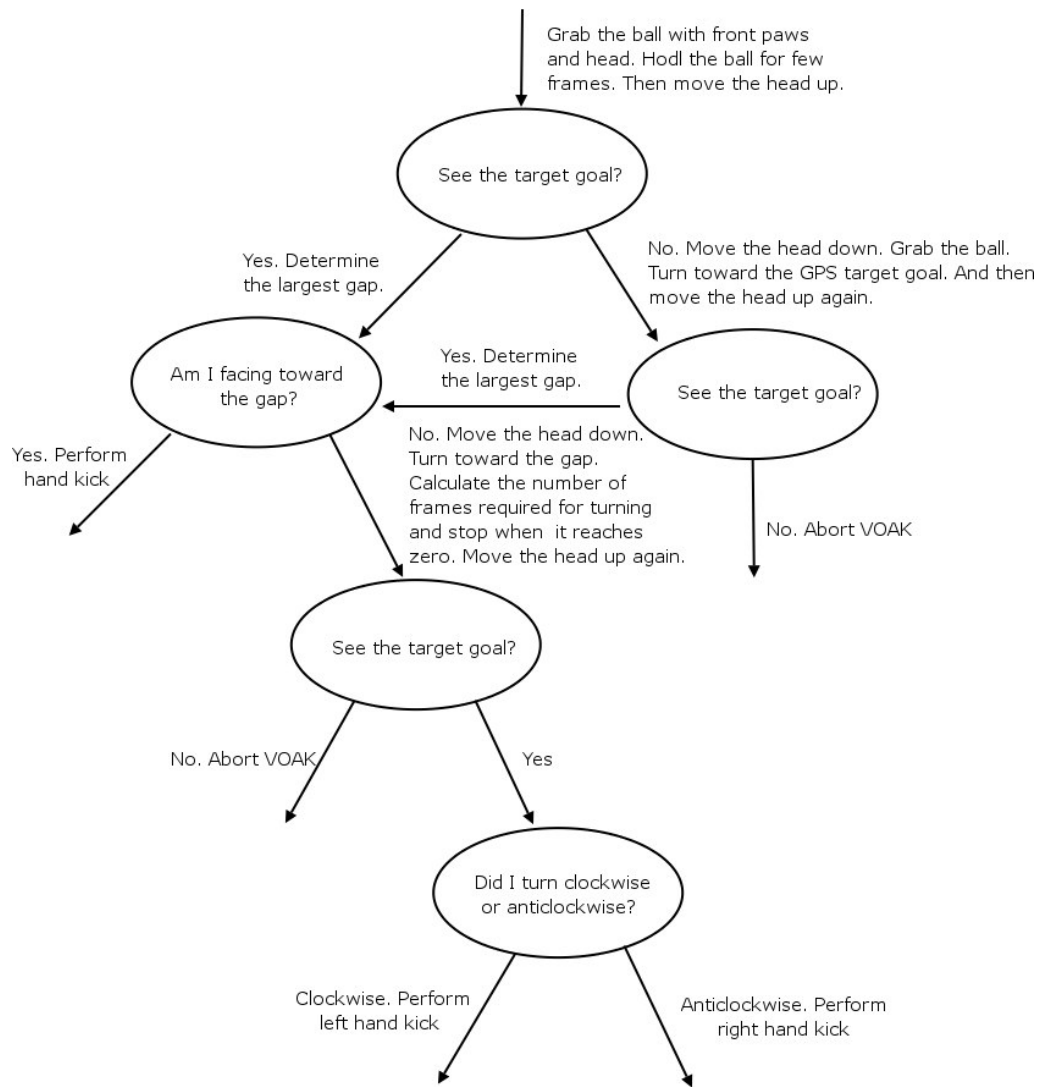 Grab the ball with front paws
and head. Hodl the ball for few
frames. Then move the head up.
See the target goal?
Yes. Determine
the largest gap.
No. Move the head down. Grab the ball.
Turn toward the GPS target goal. And then
move the head up again.
Am I facing toward
the gap?
Yes. Determine
the largest gap.
See the target goal?
Yes. Perform
hand kick
No. Move the head down.
Turn toward the gap.
Calculate the number of
frames required for turning
and stop when it reaches
zero. Move the head up again.
No. Abort VOAK
See the target goal?
No. Abort VOAK
Yes
Did I turn clockwise
or anticlockwise?
Clockwise. Perform
left hand kick
Anticlockwise. Perform
right hand kick